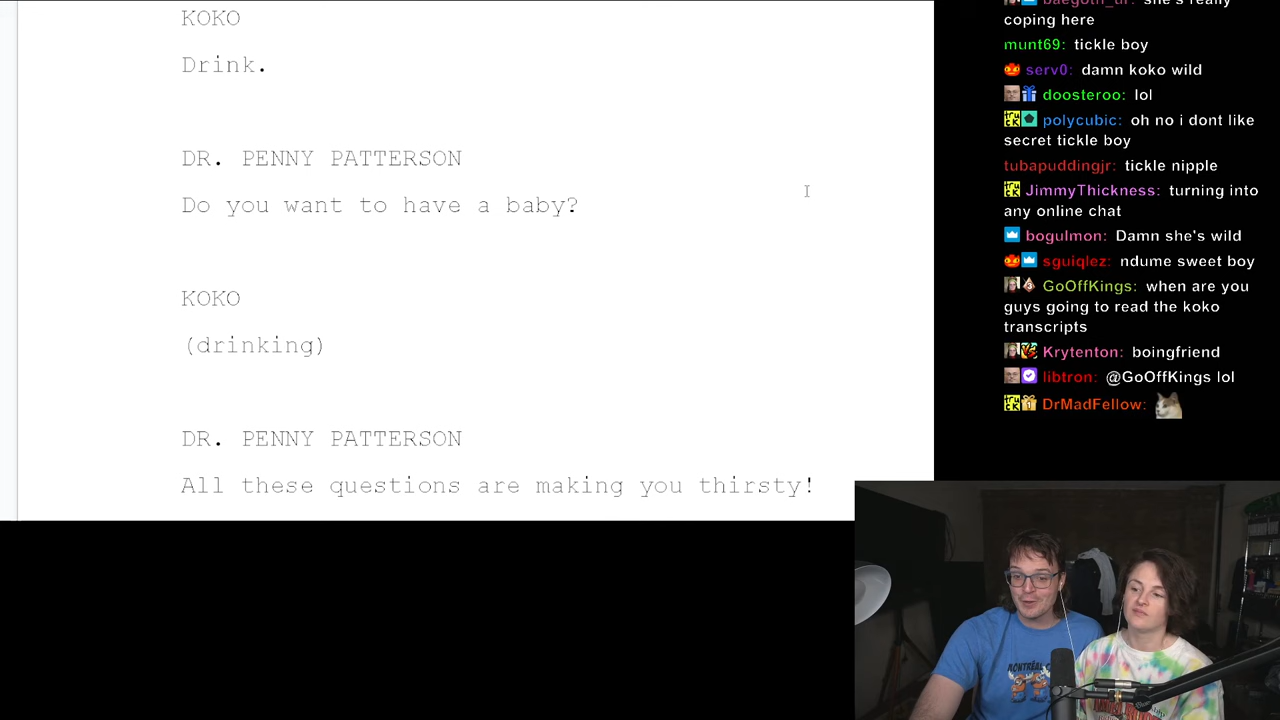 KOKO
Drink.
DR. PENNY PATTERSON
Do you want to have a baby?
KOKO
(drinking)
DR. PENNY PATTERSON
All these questions are making you thirsty!
coping here
munt69: tickle boy
serv0: damn koko wild
doosteroo: lol
polycubic: oh no i dont like
secret tickle boy
tubapuddingjr: tickle nipple
JimmyThickness: turning into
any online chat
bogulmon: Damn she's wild
sguiqlez: ndume sweet boy
GoOffKings: when are you
guys going to read the koko
transcripts
Krytenton: boingfriend
libtron: @GoOffKings lol
DrMadFellow:
MONTRÉAL